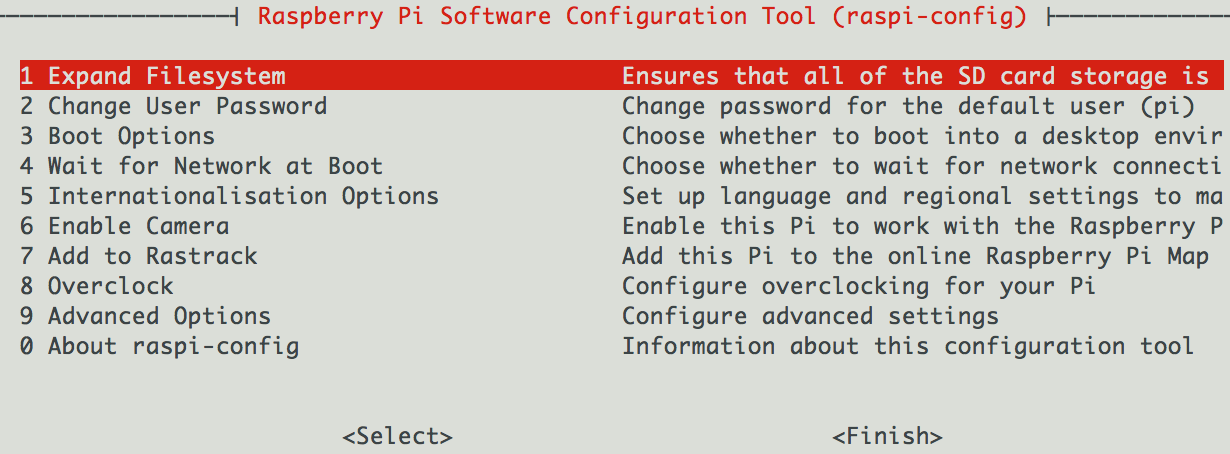 Raspberry Pi Software Configuration Tool (raspi-config)
1 Expand Filesystem Ensures that all of the SD card storage is
2 Change User Password Change password for the default user (pi)
3 Boot Options Choose whether to boot into a desktop envir
4 Wait for Network at Boot Choose whether to wait for network connecti
5 Internationalisation Options Set up language and regional settings to ma
6 Enable Camera Enable this Pi to work with the Raspberry P
7 Add to Rastrack Add this Pi to the online Raspberry Pi Map
8 Overclock Configure overclocking for your Pi
9 Advanced Options Configure advanced settings
0 About raspi-config Information about this configuration tool
<Select> <Finish>